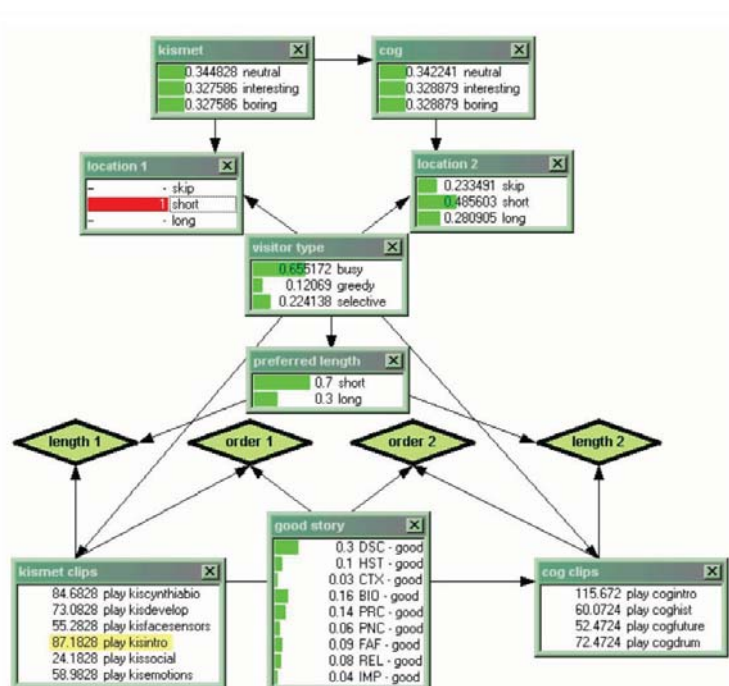 kismet
0.344828 neutral
0.327586 interesting
0.327586 boring
cog
0.342241 neutral
0.328879 interesting
0.328879 boring
location 1
- - skip
1 short
- - long
location 2
0.233491 skip
0.485603 short
0.280905 long
visitor type
0.655172 busy
0.12069 greedy
0.224138 selective
preferred length
0.7 short
0.3 long
length 1
order 1
order 2
length 2
kismet clips
84.6828 play kiscynthiabio
73.0828 play kisdevelop
55.2828 play kisfacesensors
87.1828 play kisintro
24.1828 play kissocial
58.9828 play kisemotions
good story
0.3 DSC - good
0.1 HST - good
0.03 CTX - good
0.16 BIO - good
0.14 PRC - good
0.06 PNC - good
0.09 FAF - good
0.08 REL - good
0.04 IMP - good
cog clips
115.672 play cogintro
60.0724 play coghist
52.4724 play cogfuture
72.4724 play cogdrum